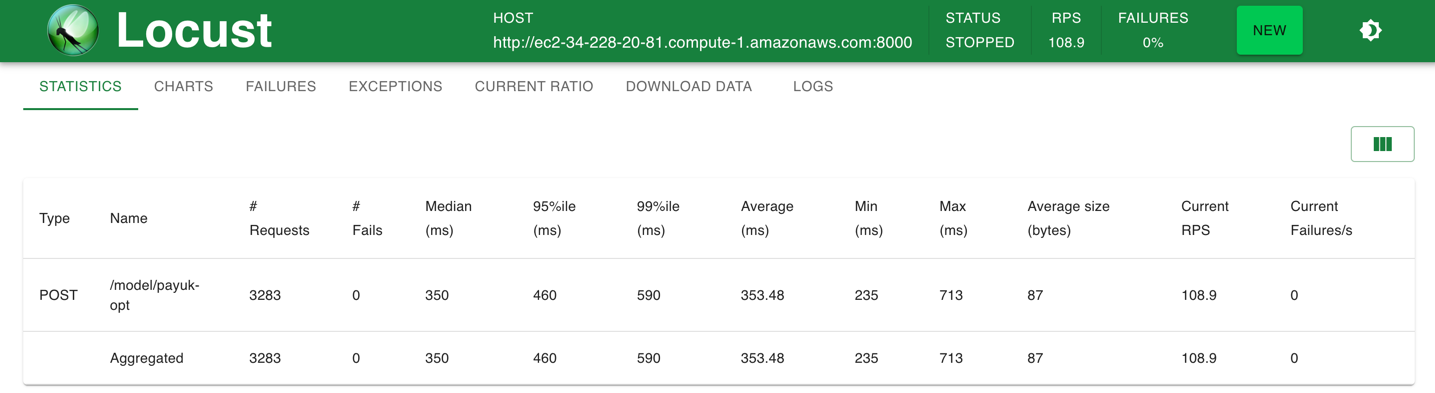 Locust
HOST
http://ec2-34-228-20-81.compute-1.amazonaws.com:8000
STATUS
STOPPED
RPS
108.9
FAILURES
0%
NEW
STATISTICS CHARTS FAILURES EXCEPTIONS CURRENT RATIO DOWNLOAD DATA LOGS
Type
Name
#
Requests
#
Fails
Median
(ms)
95%ile
(ms)
99%ile
(ms)
Average
(ms)
Min
(ms)
Max
(ms)
Average size
(bytes)
Current
RPS
Current
Failures/s
POST
/model/payuk-
opt
3283 0 350 460 590 353.48 235 713 87 108.9 0
Aggregated 3283 0 350 460 590 353.48 235 713 87 108.9 0